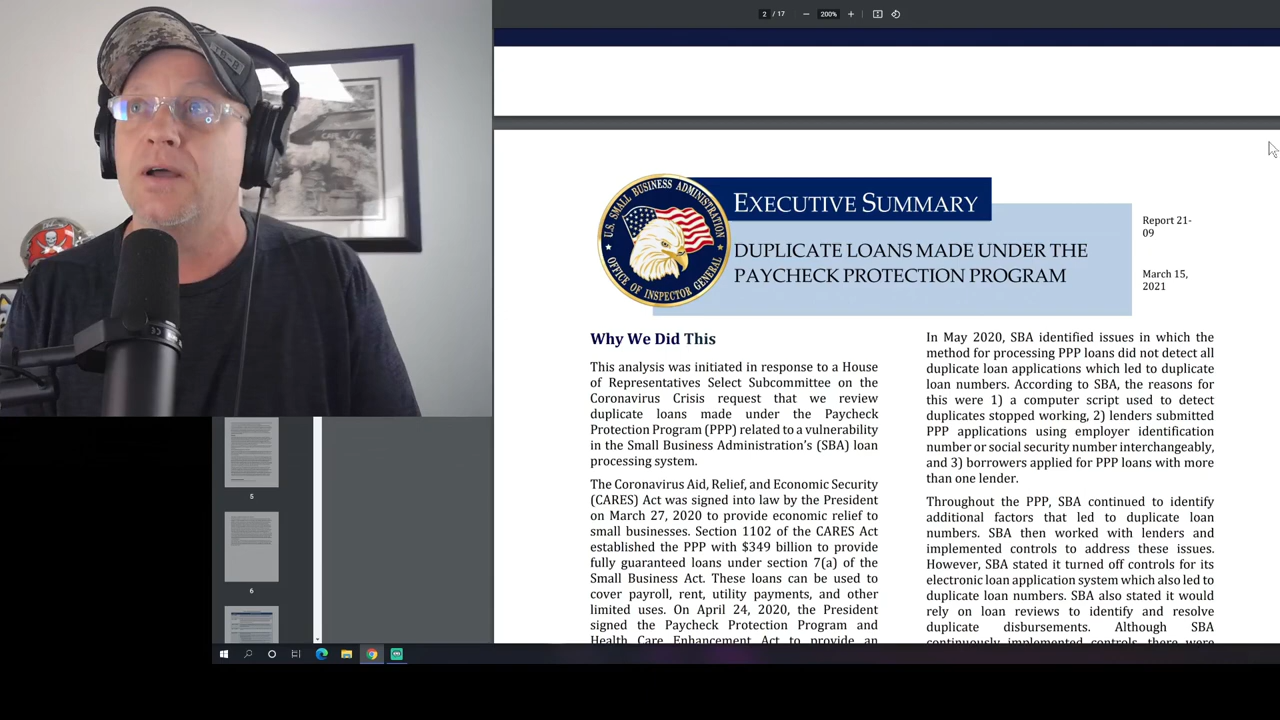 2 / 17
200%
U.S. SMALL BUSINESS ADMINISTRATION
OFFICE OF INSPECTOR GENERAL
EXECUTIVE SUMMARY
DUPLICATE LOANS MADE UNDER THE
PAYCHECK PROTECTION PROGRAM
Report 21-
09
March 15,
2021
Why We Did This
This analysis was initiated in response to a House
of Representatives Select Subcommittee on the
Coronavirus Crisis request that we review
duplicate loans made under the Paycheck
Protection Program (PPP) related to a vulnerability
in the Small Business Administration's (SBA) loan
processing system.
The Coronavirus Aid, Relief, and Economic Security
(CARES) Act was signed into law by the President
on March 27, 2020 to provide economic relief to
small businesses. Section 1102 of the CARES Act
established the PPP with $349 billion to provide
fully guaranteed loans under section 7(a) of the
Small Business Act. These loans can be used to
cover payroll, rent, utility payments, and other
limited uses. On April 24, 2020, the President
signed the Paycheck Protection Program and
Health Care Enhancement Act to provide an
In May 2020, SBA identified issues in which the
method for processing PPP loans did not detect all
duplicate loan applications which led to duplicate
loan numbers. According to SBA, the reasons for
this were 1) a computer script used to detect
duplicates stopped working, 2) lenders submitted
PPP applications using employer identification
number or social security number interchangeably,
and 3) borrowers applied for PPP loans with more
than one lender.
Throughout the PPP, SBA continued to identify
additional factors that led to duplicate loan
numbers. SBA then worked with lenders and
implemented controls to address these issues.
However, SBA stated it turned off controls for its
electronic loan application system which also led to
duplicate loan numbers. SBA also stated it would
rely on loan reviews to identify and resolve
duplicate disbursements. Although SBA
continuously implemented controls, there were
5
6